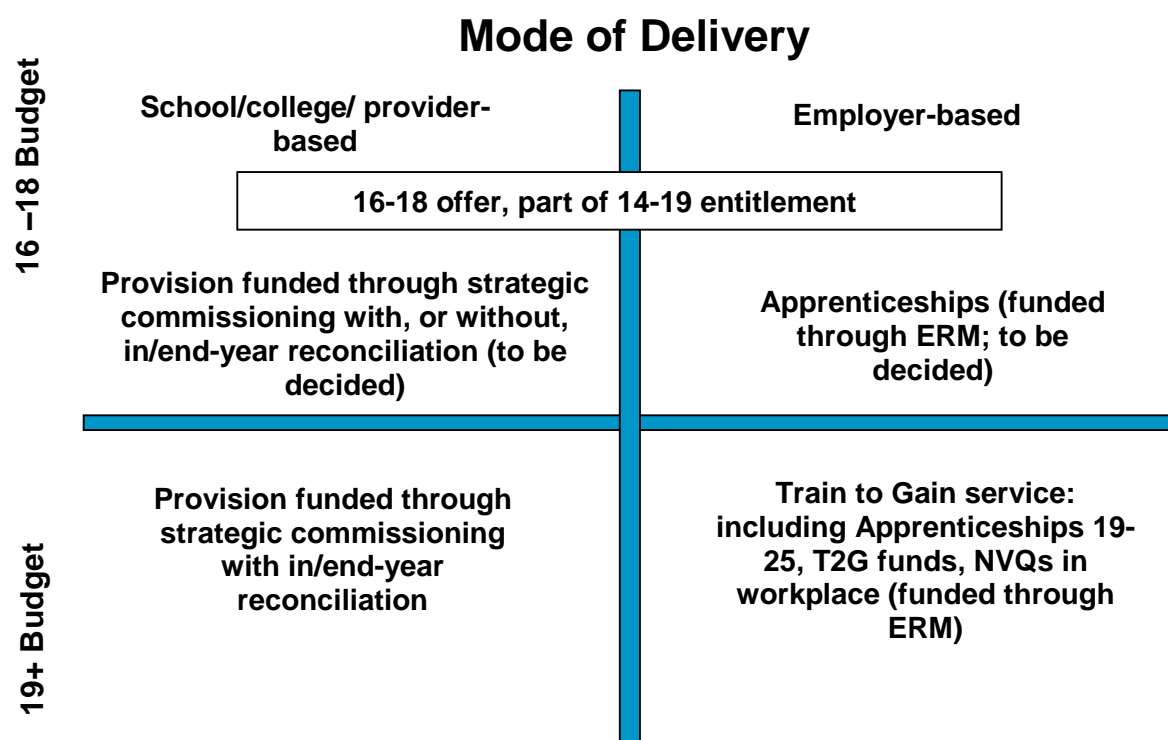 Mode of Delivery
16 –18 Budget
School/college/ provider-
based
Employer-based
16-18 offer, part of 14-19 entitlement
Provision funded through strategic
commissioning with, or without,
in/end-year reconciliation (to be
decided)
Apprenticeships (funded
through ERM; to be
decided)
19+ Budget
Provision funded through
strategic commissioning
with in/end-year
reconciliation
Train to Gain service:
including Apprenticeships 19-
25, T2G funds, NVQs in
workplace (funded through
ERM)